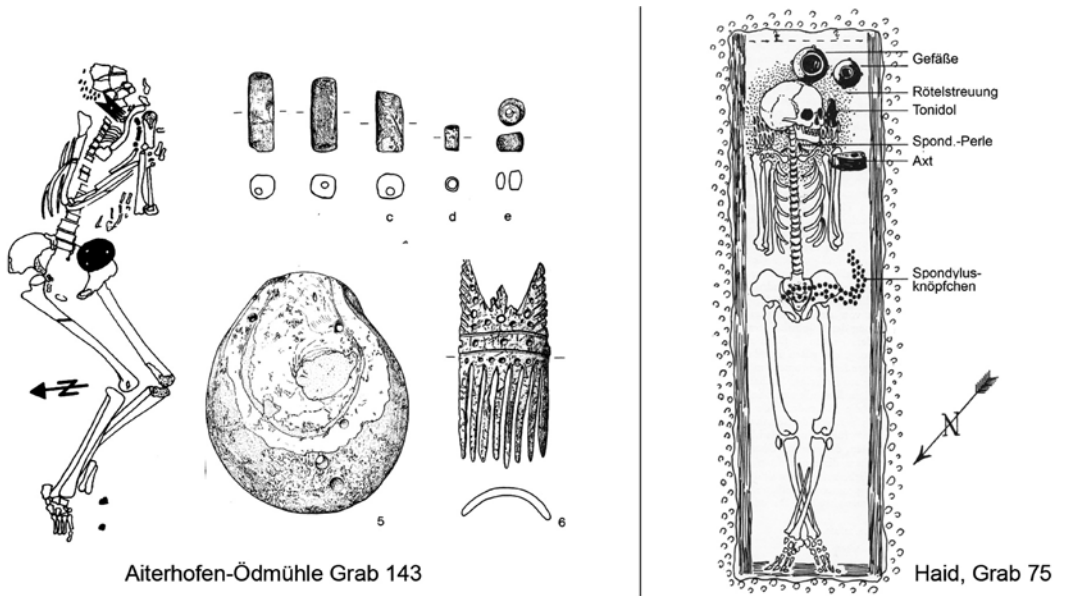 c
d
e
5
6
Aiterhofen-Ödmühle Grab 143
Gefäße
Rötelstreuung
Tonidol
Spond.-Perle
Axt
Spondylus-
knöpfchen
N
Haid, Grab 75